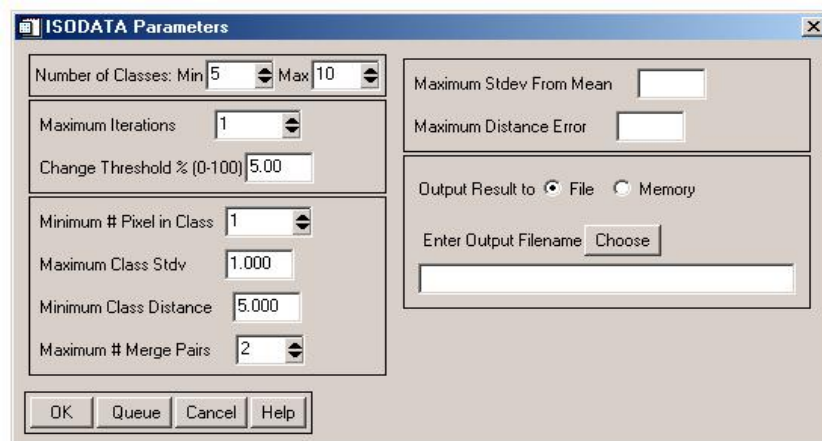 ISODATA Parameters
Number of Classes: Min 5 Max 10
Maximum Iterations 1
Change Threshold % (0-100) 5.00
Minimum # Pixel in Class 1
Maximum Class Stdv 1.000
Minimum Class Distance 5.000
Maximum # Merge Pairs 2
Maximum Stdev From Mean
Maximum Distance Error
Output Result to File Memory
Enter Output Filename Choose
OK Queue Cancel Help